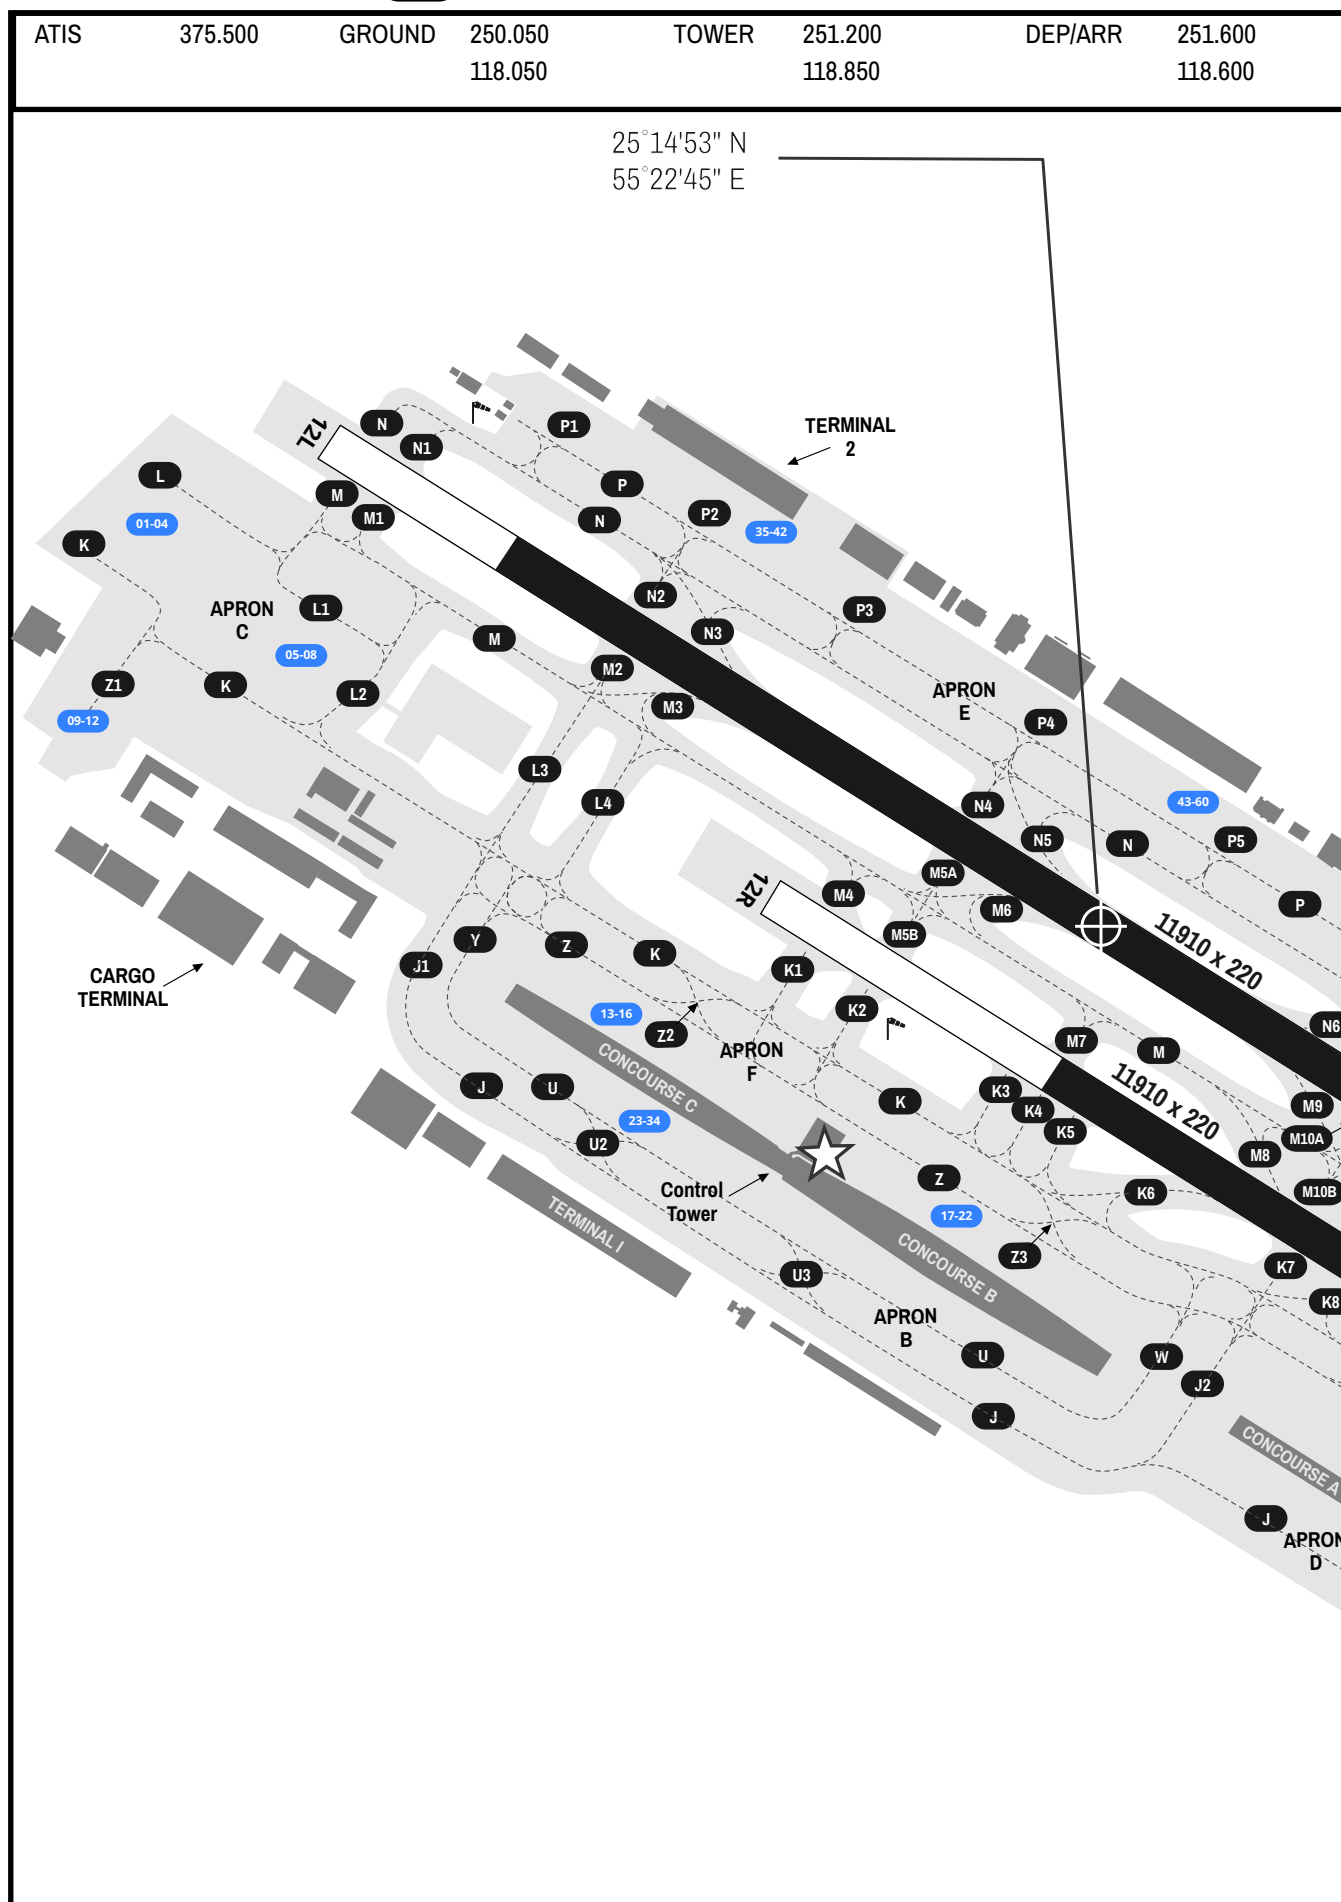 ATIS 375.500 GROUND 250.050 TOWER 251.200 DEP/ARR 251.600
118.050 118.850 118.600
25°14'53" N
55°22'45" E
12L
N
N1
P1
TERMINAL
2
L
M
M1
P
N
P2
35-42
01-04
K
APRON
C
L1
N2
N3
P3
05-08
M
M2
Z1
K
L2
M3
09-12
APRON
E
P4
L3
L4
N4
43-60
N5
N
P5
12R
M4
M5A
M6
P
M5B
11910 x 220
Y
Z
K
J1
K1
CARGO
TERMINAL
13-16
Z2
K2
N6
CONCOURSE C
APRON
F
M7
M
11910 x 220
J
U
K
K3
K4
K5
M9
23-34
U2
M8
M10A
Control
Tower
Z
K6
M10B
TERMINAL I
17-22
CONCOURSE B
Z3
K7
U3
K8
APRON
B
U
W
J2
J
CONCOURSE A
J
APRON
D